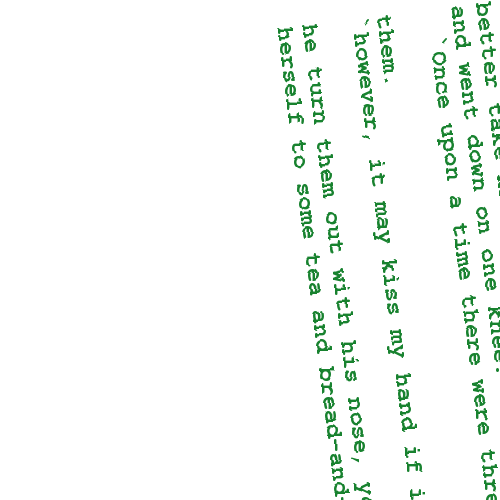 better take
and went down on one knee.
`Once upon a time there were
them.
`however, it may kiss my hand if
he turn them out with his nose,
herself to some tea and bread-and-